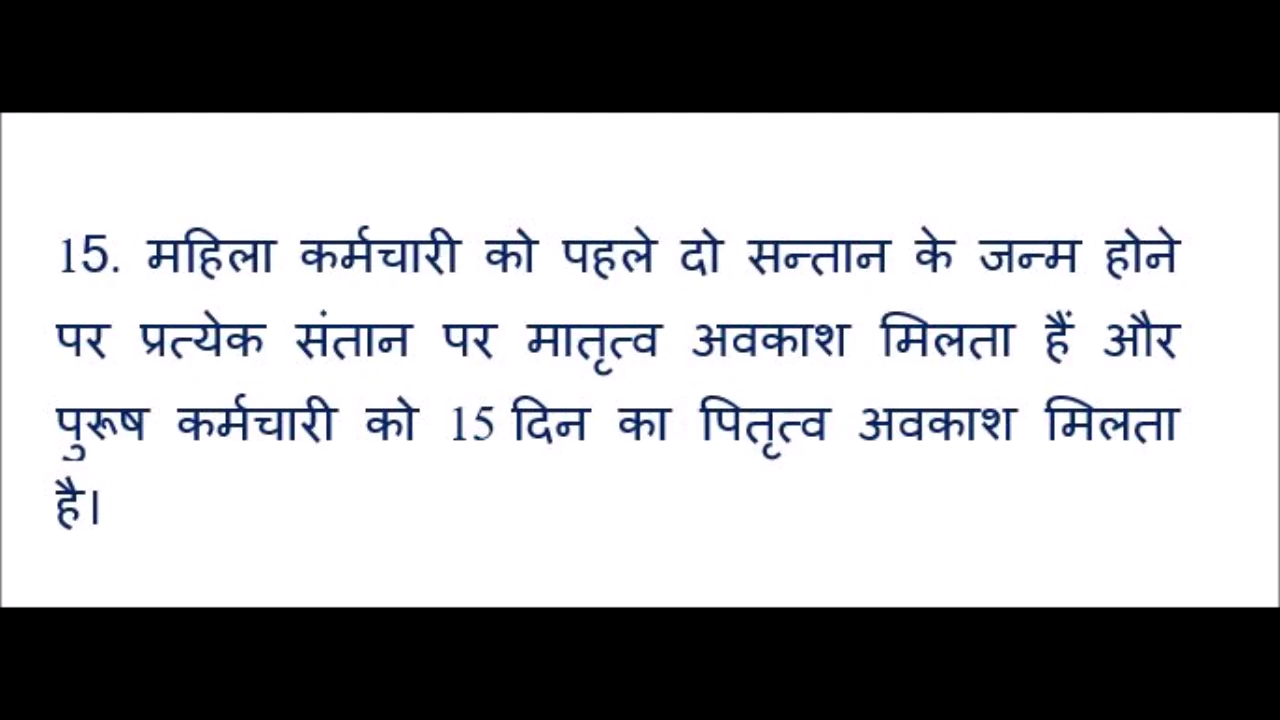 15. महिला कर्मचारी को पहले दो सन्तान के जन्म होने
पर प्रत्येक संतान पर मातृत्व अवकाश मिलता हैं और
पुरूष कर्मचारी को 15 दिन का पितृत्व अवकाश मिलता
है।